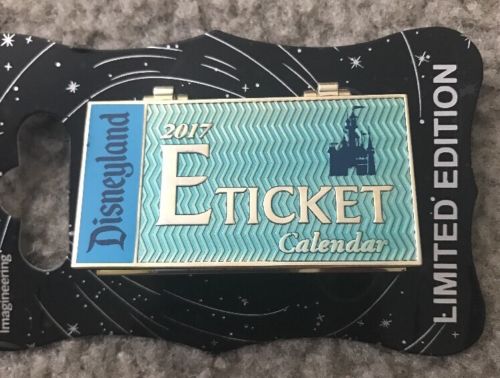 Disneyland
2017
E TICKET
Calendar
LIMITED EDITION
Imagineering